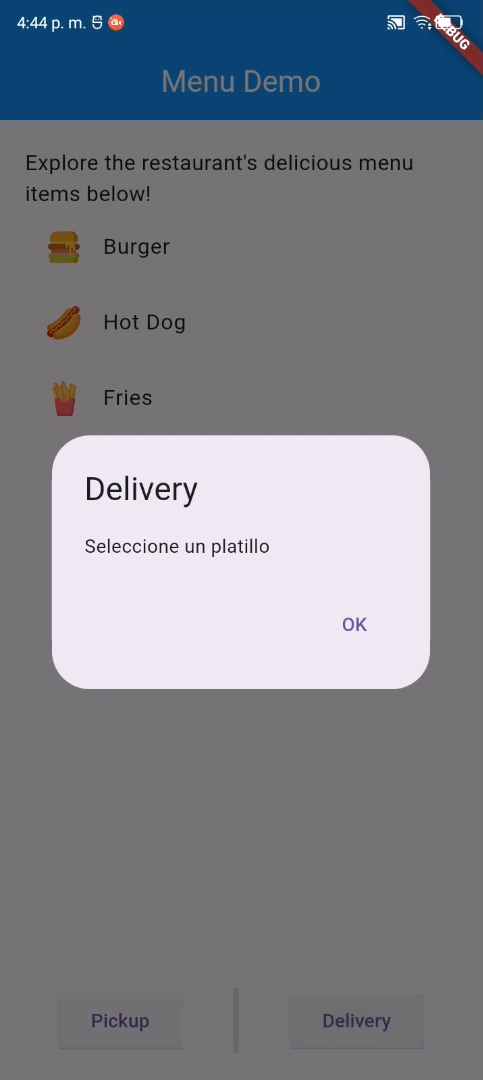 4:44 p. m.
DEBUG
Menu Demo
Explore the restaurant's delicious menu
items below!
Burger
Hot Dog
Fries
Delivery
Seleccione un platillo
OK
Pickup
Delivery